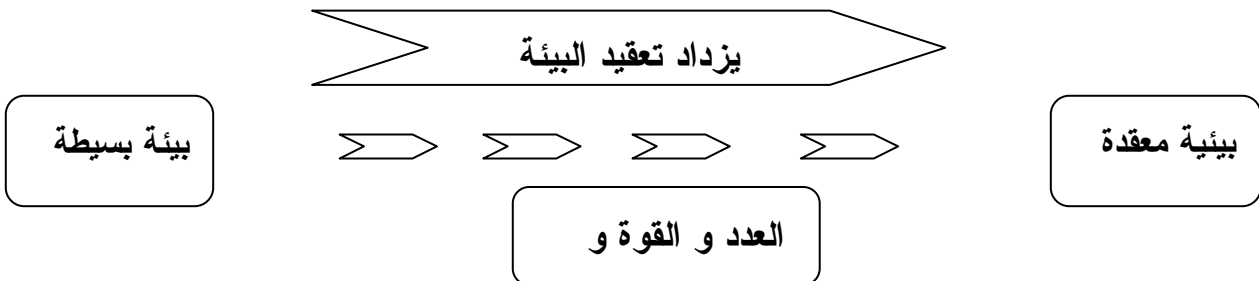 يزداد تعقيد البيئة
بيئة بسيطة
بيئية معقدة
العدد و القوة و